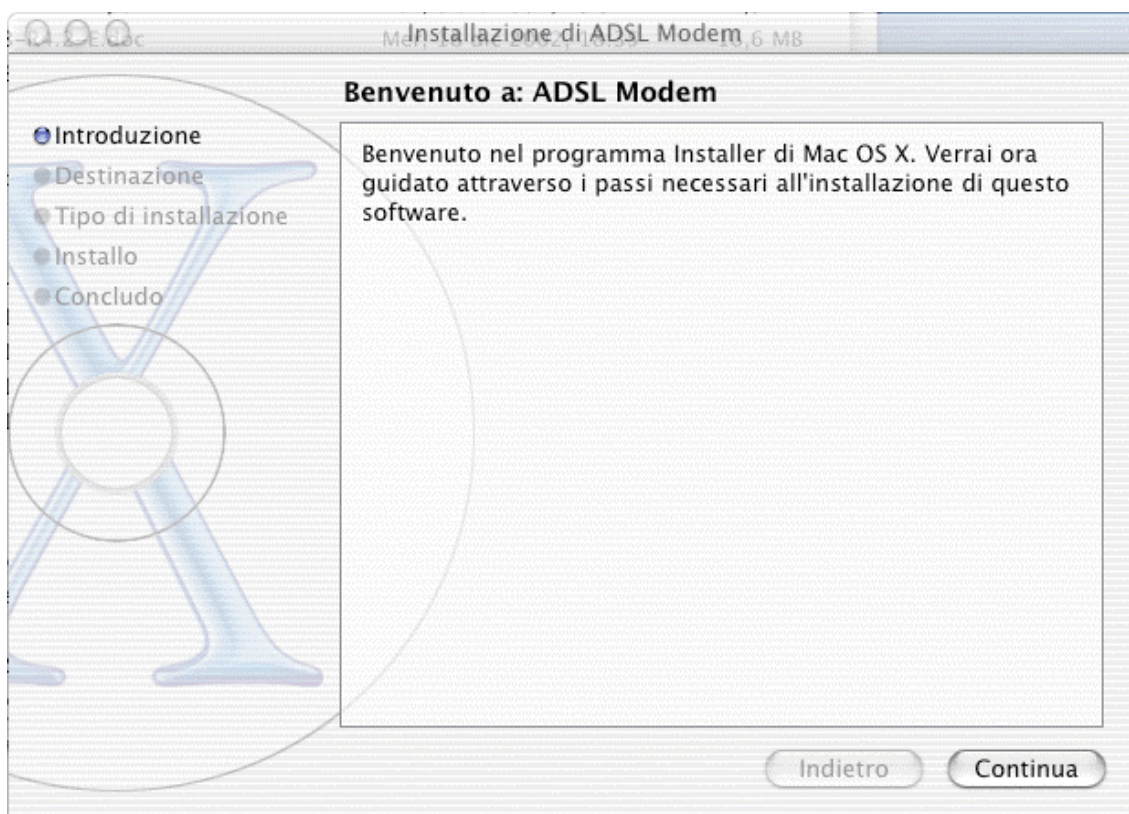 Installazione di ADSL Modem
Benvenuto a: ADSL Modem
Introduzione
Destinazione
Tipo di installazione
Installo
Concludo
Benvenuto nel programma Installer di Mac OS X. Verrai ora
guidato attraverso i passi necessari all'installazione di questo
software.
Indietro
Continua